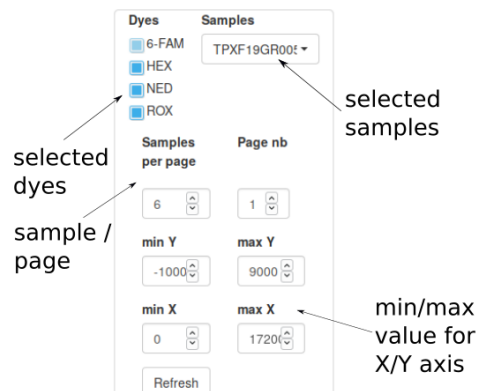 Dyes Samples
6-FAM TPXF19GR005
HEX
NED
ROX
selected
samples
selected
dyes
Samples
per page
Page nb
6 1
sample /
page
min Y max Y
-1000 9000
min X max X
0 1720
min/max
value for
X/Y axis
Refresh